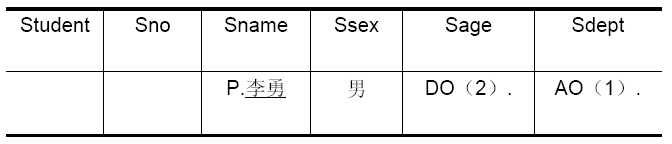 Student Sno Sname Ssex Sage Sdept
P.李勇 男 DO（2）. AO（1）.